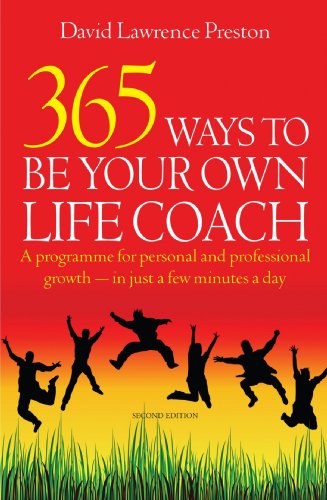 David Lawrence Preston
365 WAYS TO
BE YOUR OWN
LIFE COACH
A programme for personal and professional
growth — in just a few minutes a day
SECOND EDITION